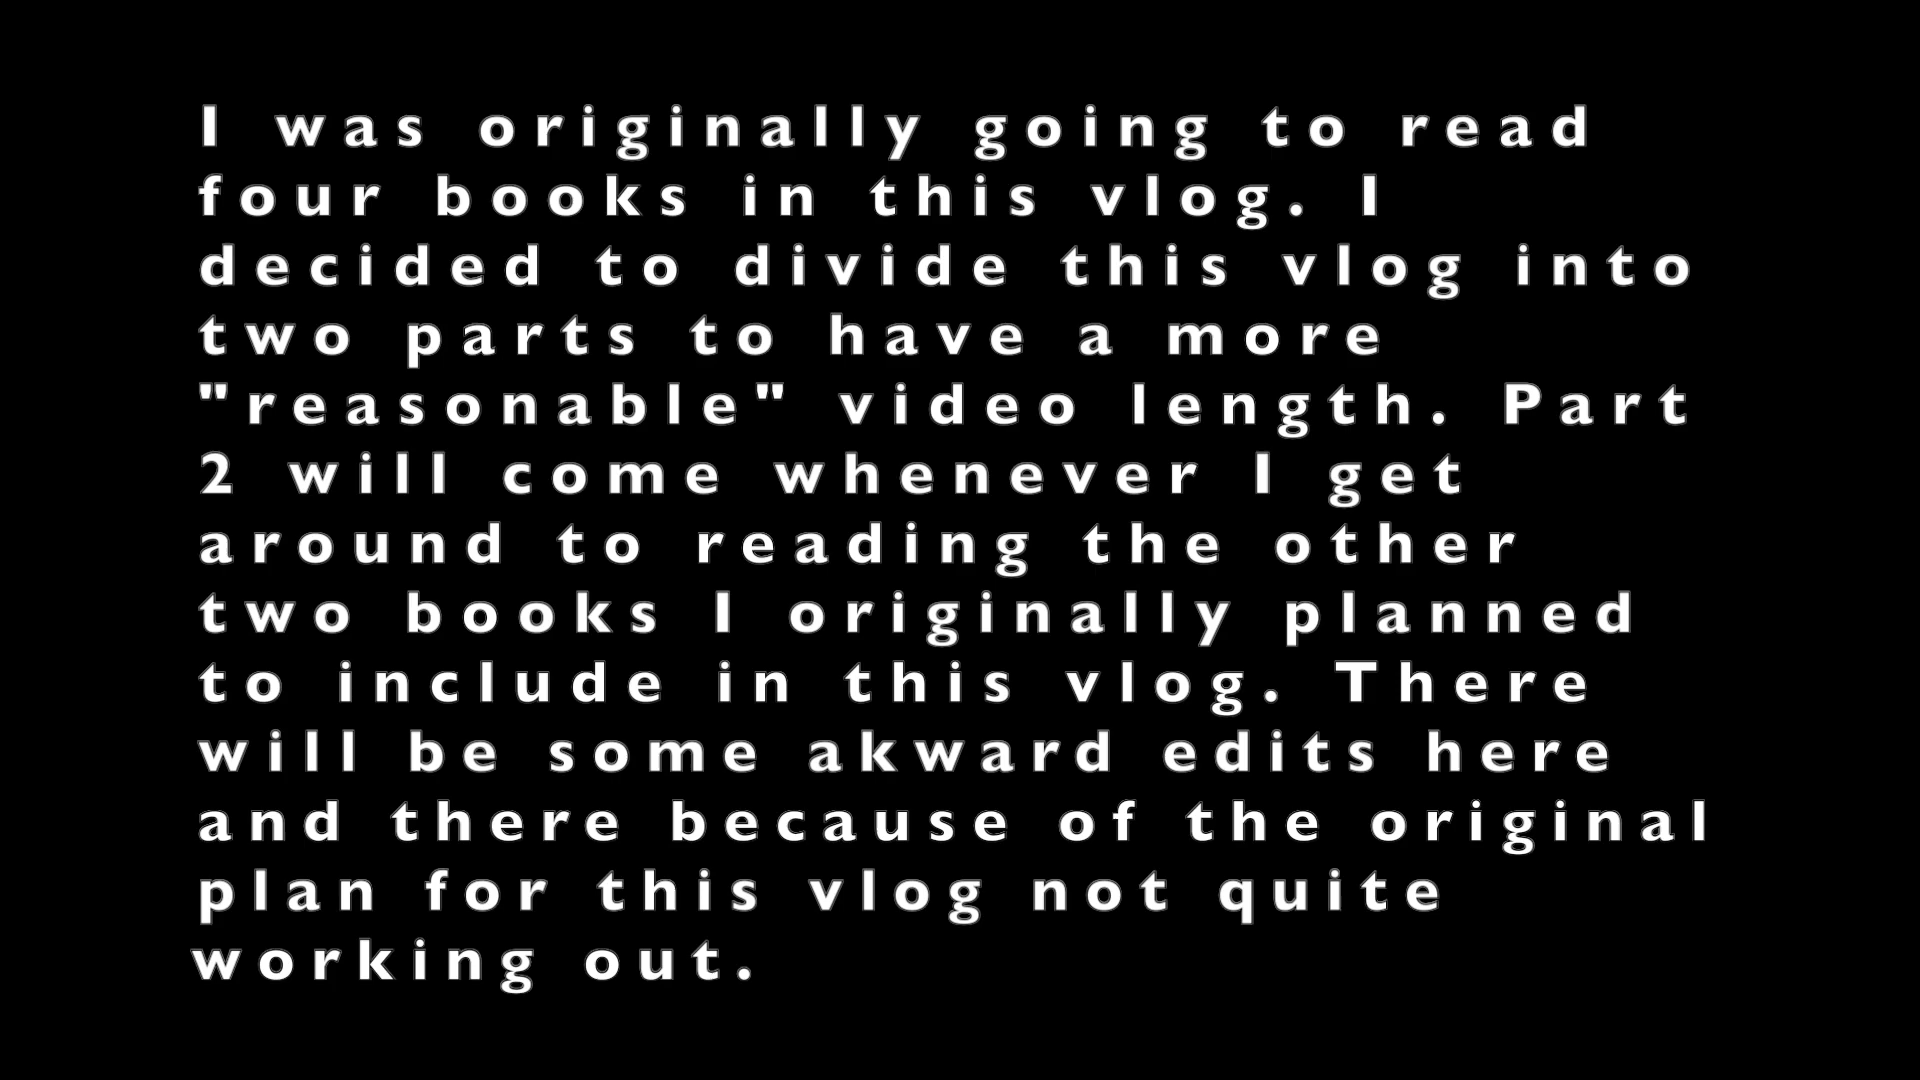 I was originally going to read
four books in this vlog. I
decided to divide this vlog into
two parts to have a more
"reasonable" video length. Part
2 will come whenever I get
around to reading the other
two books I originally planned
to include in this vlog. There
will be some akward edits here
and there because of the original
plan for this vlog not quite
working out.